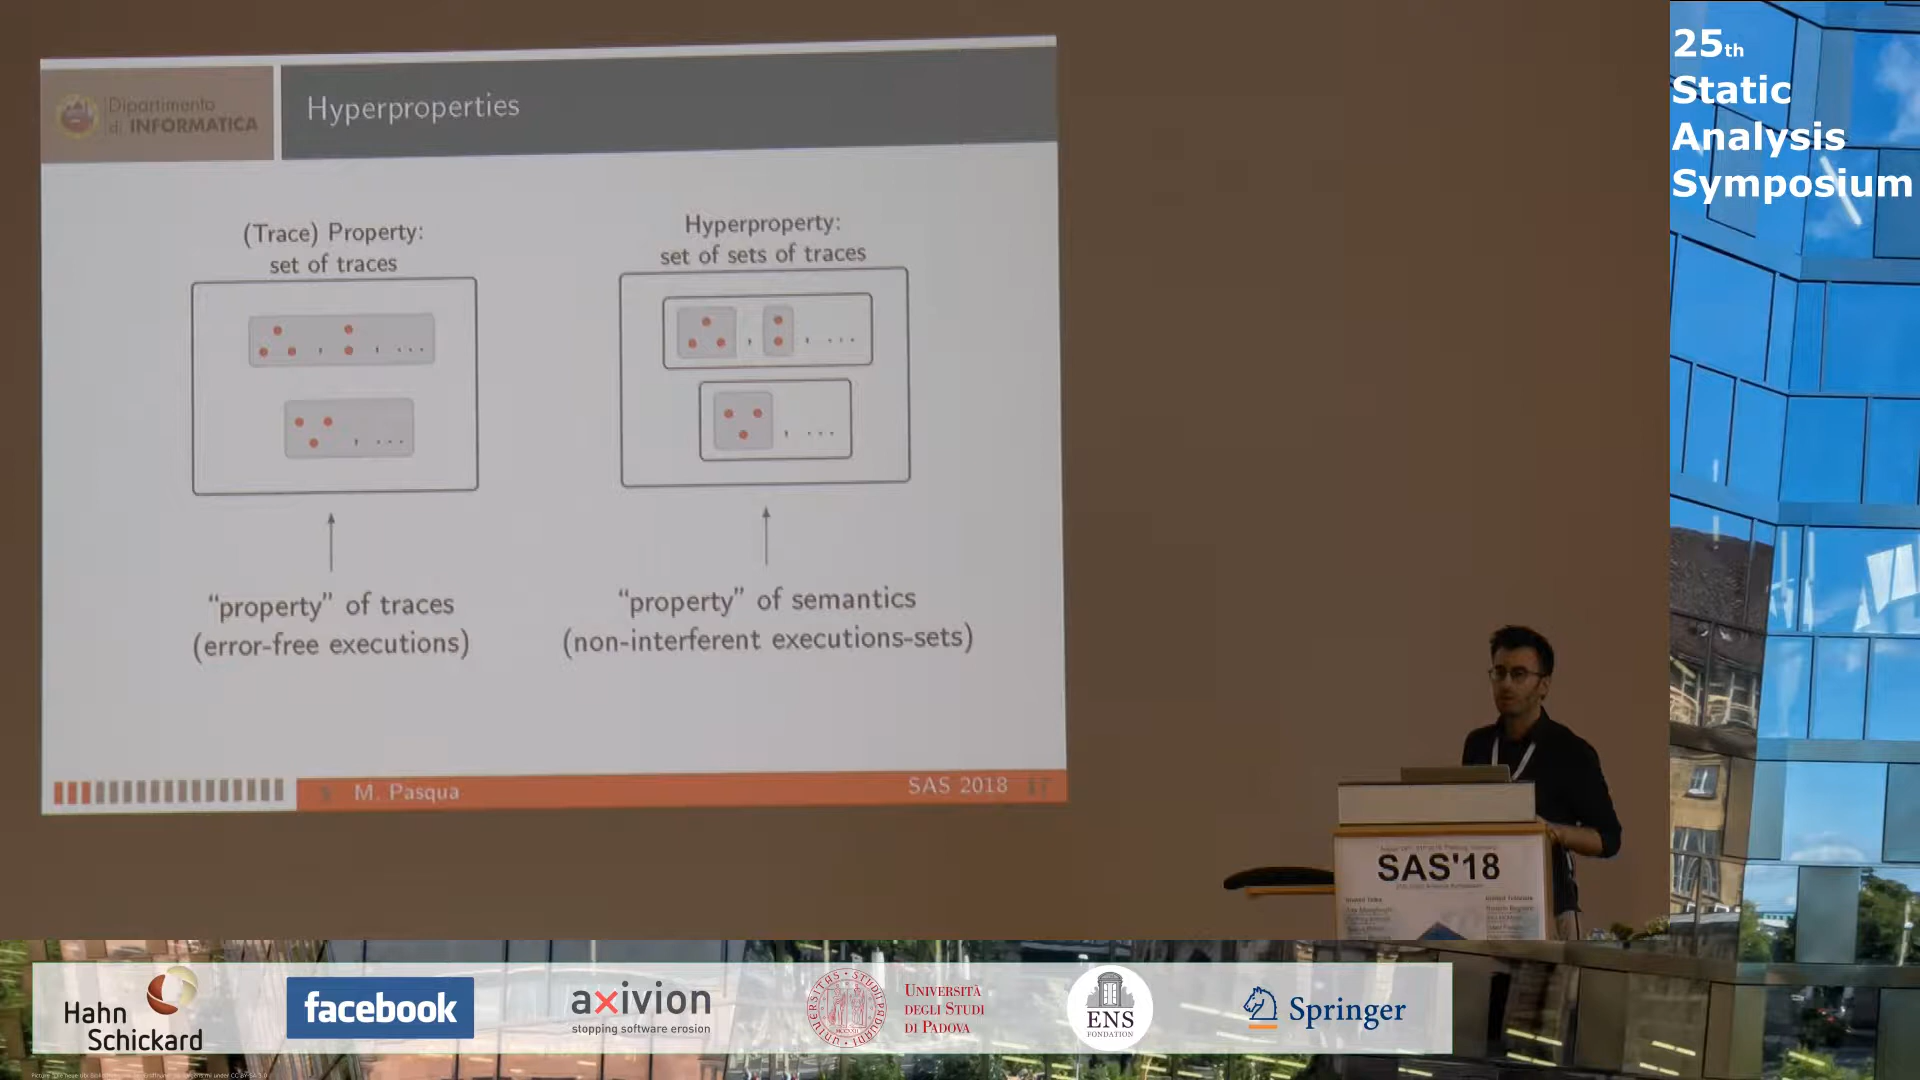 Dipartimento
di INFORMATICA
Hyperproperties
(Trace) Property:
set of traces
Hyperproperty:
set of sets of traces
, , ...
, ...
, , ...
, ...
“property” of traces
(error-free executions)
“property” of semantics
(non-interferent executions-sets)
3 M. Pasqua
SAS 2018 17
25th
Static
Analysis
Symposium
SAS'18
Hahn
Schickard
facebook
axivion
stopping software erosion
UNIVERSITÀ
DEGLI STUDI
DI PADOVA
ENS
FONDATION
Springer